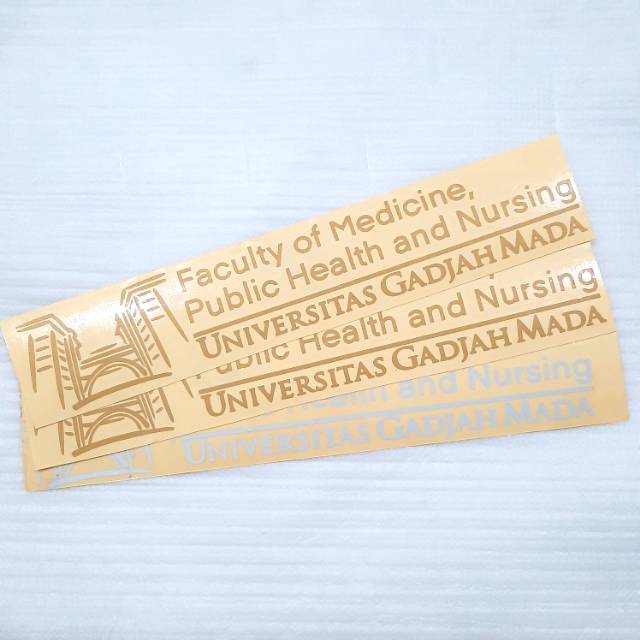 Faculty of Medicine,
Public Health and Nursing
UNIVERSITAS GADJAH MADA
Public Health and Nursing
UNIVERSITAS GADJAH MADA
Health and Nursing
UNIVERSITAS GADJAH MADA